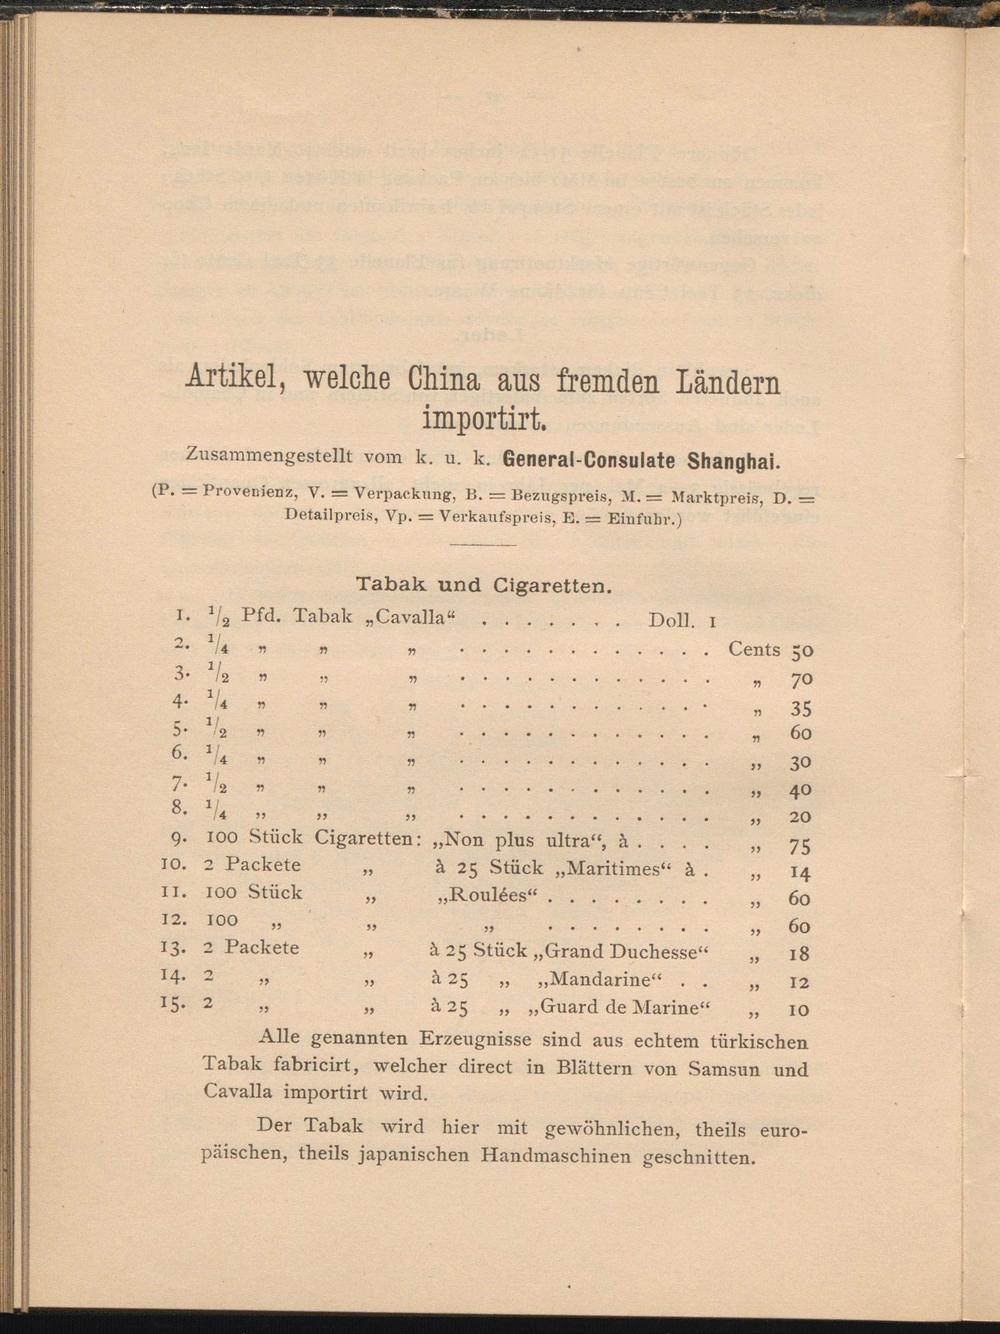 Artikel, welche China aus fremden Ländern
importirt.
Zusammengestellt vom k. u. k. General-Consulate Shanghai.
(P. = Provenienz, V. = Verpackung, B. = Bezugspreis, M. = Marktpreis, D. =
Detailpreis, Vp. = Verkaufspreis, E. = Einfuhr.)
Tabak und Cigaretten.
1. 1/2 Pfd. Tabak „Cavalla“ . . . . . . . Doll. 1
2. 1/4 „ „ „ . . . . . . . . . . . . Cents 50
3. 1/2 „ „ „ . . . . . . . . . . . . „ 70
4. 1/4 „ „ „ . . . . . . . . . . . . „ 35
5. 1/2 „ „ „ . . . . . . . . . . . . „ 60
6. 1/4 „ „ „ . . . . . . . . . . . . „ 30
7. 1/2 „ „ „ . . . . . . . . . . . . „ 40
8. 1/4 „ „ „ . . . . . . . . . . . . „ 20
9. 100 Stück Cigaretten: „Non plus ultra“, à . . . . „ 75
10. 2 Packete „ à 25 Stück „Maritimes“ à . „ 14
11. 100 Stück „ „Roulées“ . . . . . . . . „ 60
12. 100 „ „ „ . . . . . . . . „ 60
13. 2 Packete „ à 25 Stück „Grand Duchesse“ „ 18
14. 2 „ „ à 25 „ „Mandarine“ . . „ 12
15. 2 „ „ à 25 „ „Guard de Marine“ „ 10
Alle genannten Erzeugnisse sind aus echtem türkischen
Tabak fabricirt, welcher direct in Blättern von Samsun und
Cavalla importirt wird.
Der Tabak wird hier mit gewöhnlichen, theils euro-
päischen, theils japanischen Handmaschinen geschnitten.